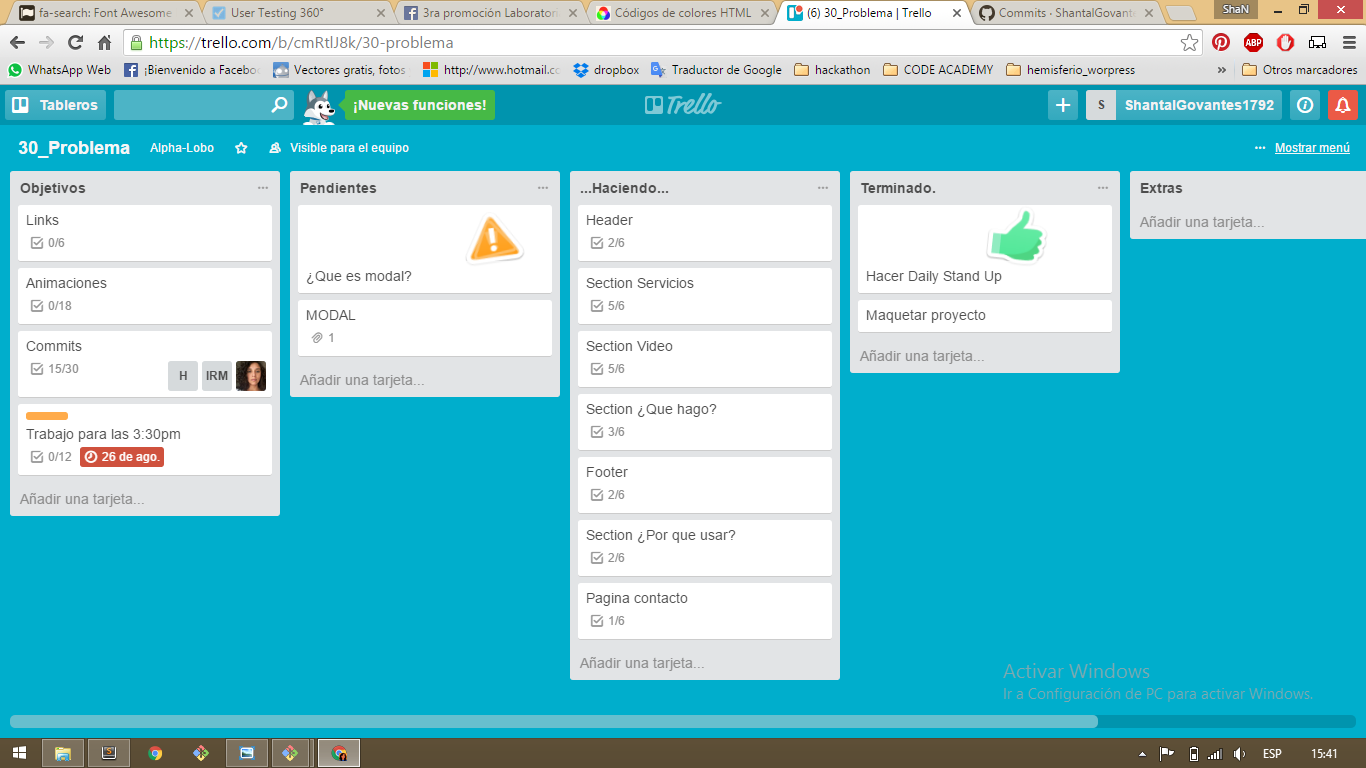 fa-search: Font Awesome
User Testing 360°
3ra promoción Laborator
Códigos de colores HTML
(6) 30_Problema | Trello
Commits · ShantalGovante
ShaN
https://trello.com/b/cmRtlJ8k/30-problema
ABP
WhatsApp Web
¡Bienvenido a Facebo
Vectores gratis, fotos
http://www.hotmail.cc
dropbox
Traductor de Google
hackathon
CODE ACADEMY
hemisferio_worpress
»
Otros marcadores
Tableros
¡Nuevas funciones!
Trello
S
ShantalGovantes1792
30_Problema
Alpha-Lobo
Visible para el equipo
Mostrar menú
Objetivos
Links
0/6
Animaciones
0/18
Commits
15/30
H
IRM
Trabajo para las 3:30pm
0/12
26 de ago.
Añadir una tarjeta...
Pendientes
¿Que es modal?
MODAL
1
Añadir una tarjeta...
...Haciendo...
Header
2/6
Section Servicios
5/6
Section Video
5/6
Section ¿Que hago?
3/6
Footer
2/6
Section ¿Por que usar?
2/6
Pagina contacto
1/6
Añadir una tarjeta...
Terminado.
Hacer Daily Stand Up
Maquetar proyecto
Añadir una tarjeta...
Extras
Añadir una tarjeta...
Activar Windows
Ir a Configuración de PC para activar Windows.
ESP
15:41